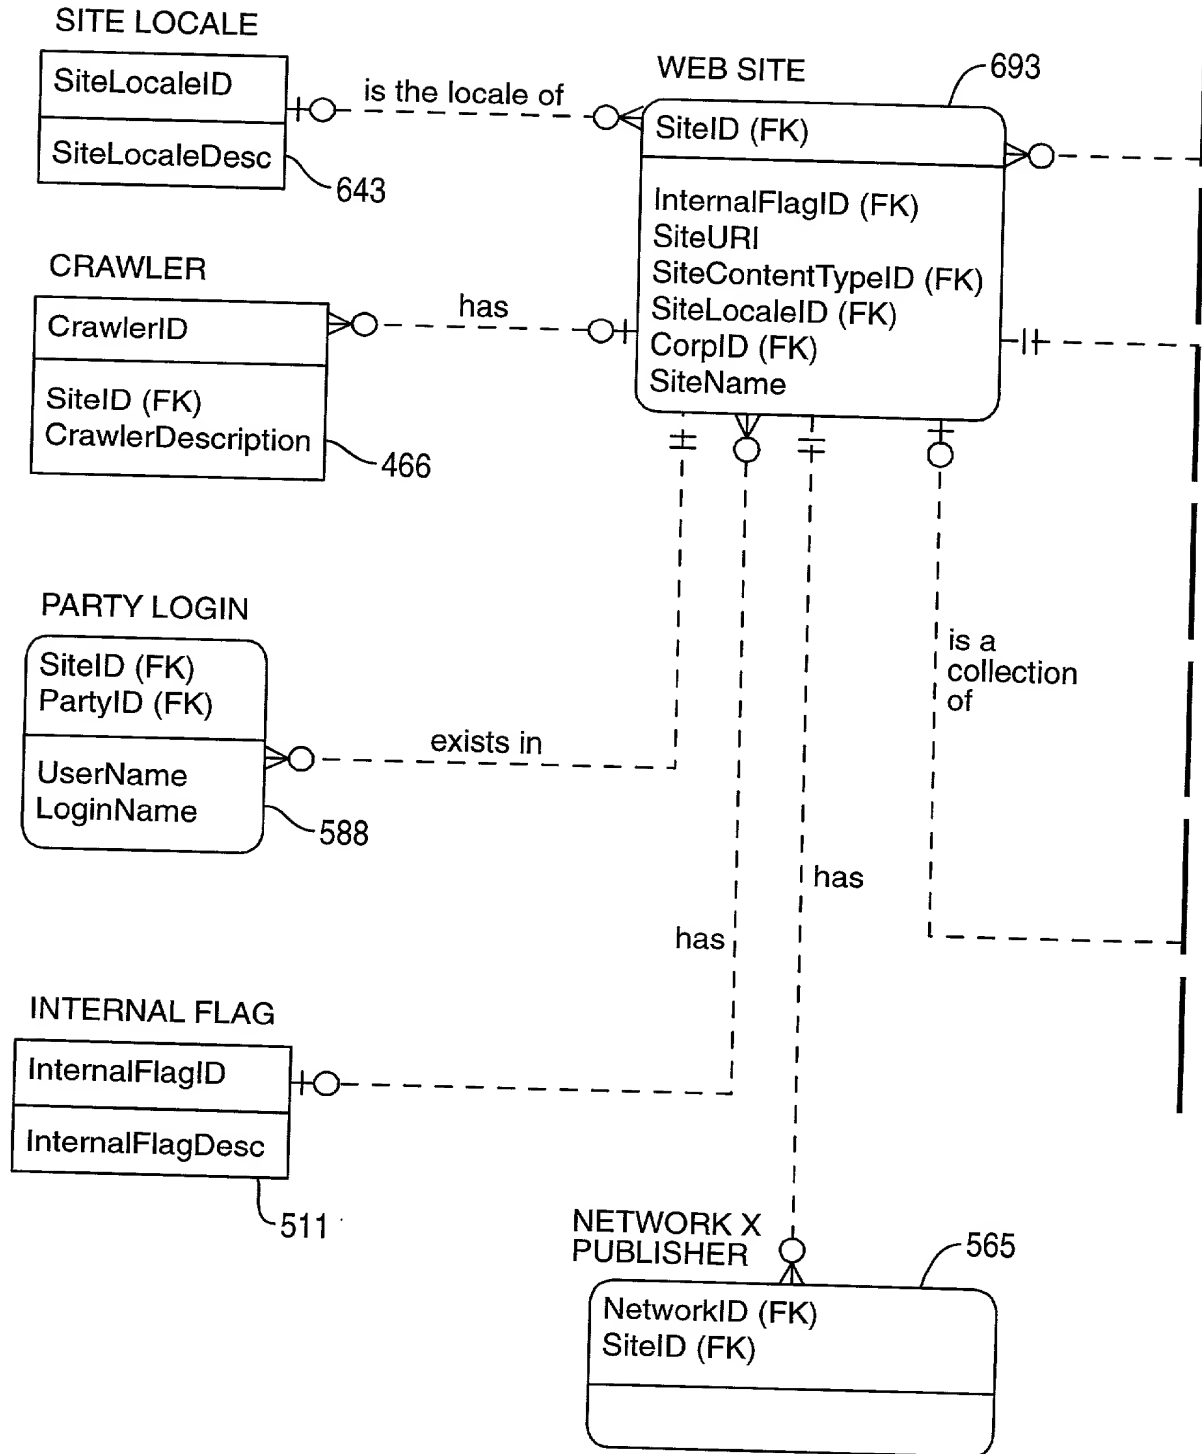 SITE LOCALE
SiteLocaleID
SiteLocaleDesc
643
is the locale of
WEB SITE
693
SiteID (FK)
InternalFlagID (FK)
SiteURI
SiteContentTypeID (FK)
SiteLocaleID (FK)
CorpID (FK)
SiteName
CRAWLER
CrawlerID
SiteID (FK)
CrawlerDescription
466
has
PARTY LOGIN
SiteID (FK)
PartyID (FK)
UserName
LoginName
588
exists in
is a
collection
of
has
has
INTERNAL FLAG
InternalFlagID
InternalFlagDesc
511
NETWORK X
PUBLISHER
565
NetworkID (FK)
SiteID (FK)